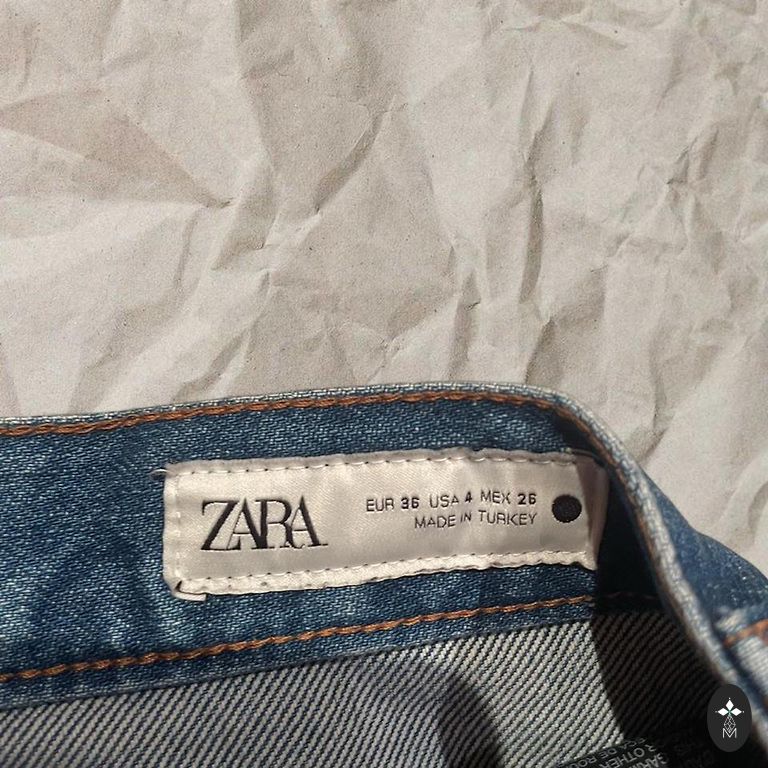 ZARA
EUR 36 USA 4 MEX 26
MADE IN TURKEY
M